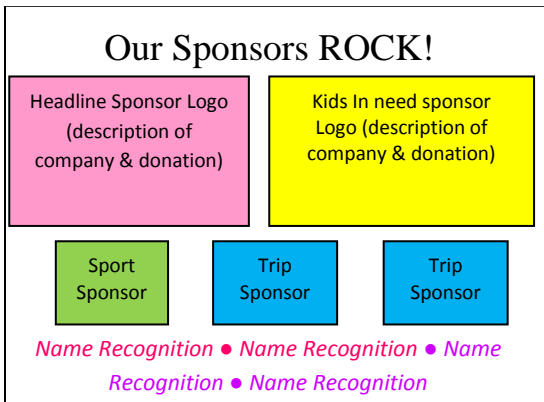 Our Sponsors ROCK!
Headline Sponsor Logo
(description of
company & donation)
Kids In need sponsor
Logo (description of
company & donation)
Sport
Sponsor
Trip
Sponsor
Trip
Sponsor
Name Recognition ● Name Recognition ● Name
Recognition ● Name Recognition